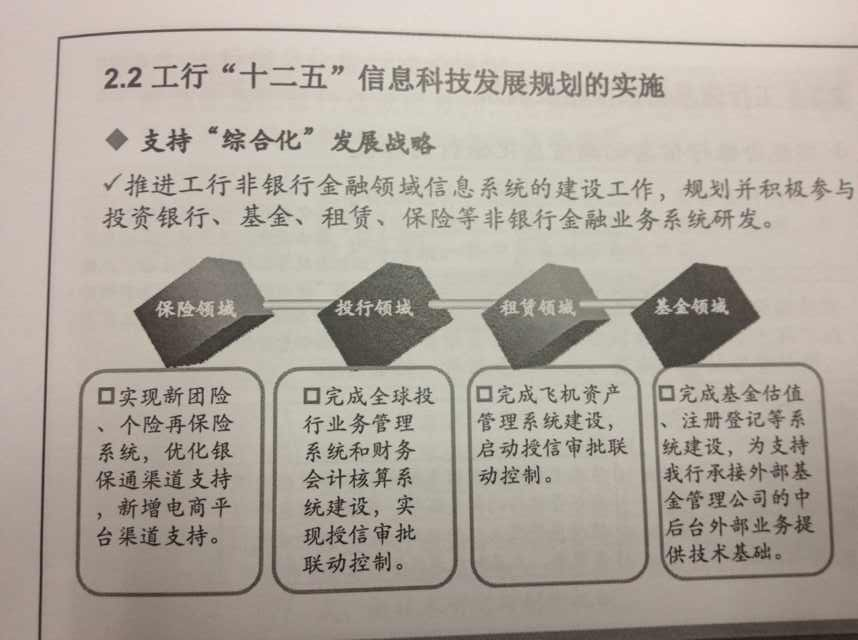 2.2 工行“十二五”信息科技发展规划的实施
◆ 支持“综合化”发展战略
✓推进工行非银行金融领域信息系统的建设工作，规划并积极参与
投资银行、基金、租赁、保险等非银行金融业务系统研发。
保险领域
投行领域
租赁领域
基金领域
□实现新团险
、个险再保险
系统，优化银
保通渠道支持
，新增电商平
台渠道支持。
□完成全球投
行业务管理
系统和财务
会计核算系
统建设，实
现授信审批
联动控制。
□完成飞机资产
管理系统建设，
启动授信审批联
动控制。
□完成基金估值
、注册登记等系
统建设，为支持
我行承接外部基
金管理公司的中
后台外部业务提
供技术基础。